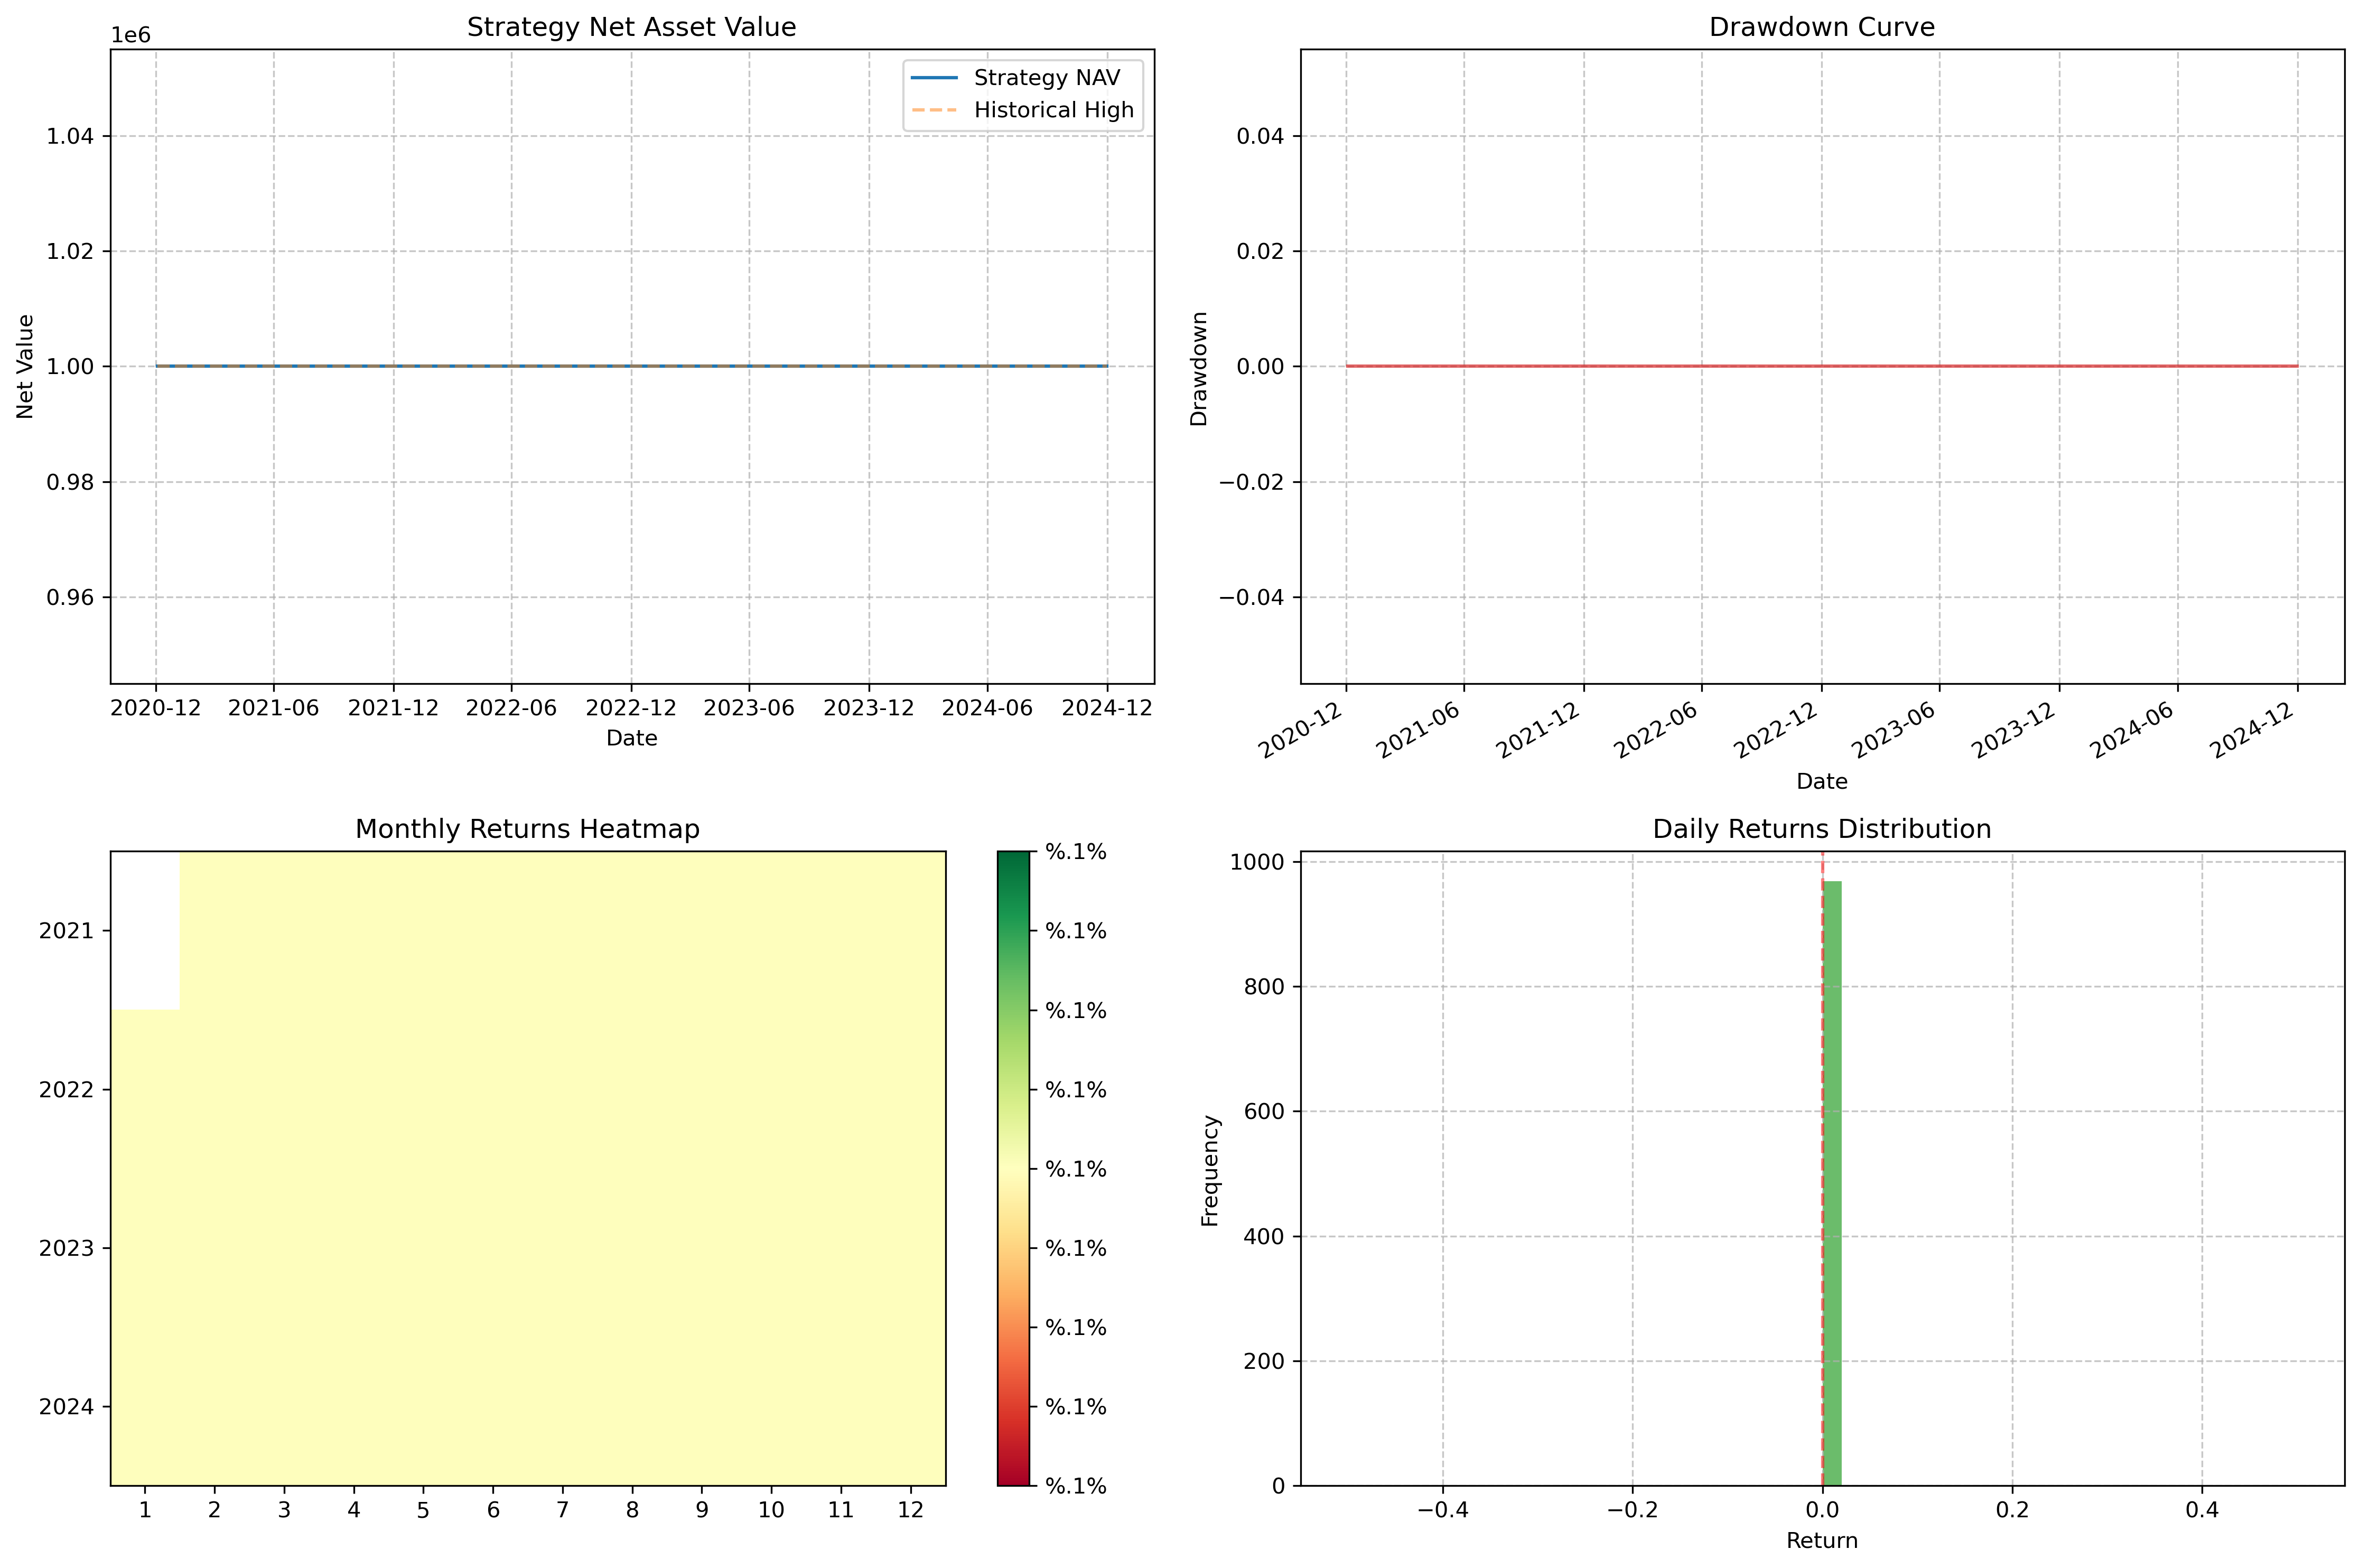 Strategy Net Asset Value
1e6
Strategy NAV
Historical High
1.04
1.02
1.00
0.98
0.96
Net Value
2020-12 2021-06 2021-12 2022-06 2022-12 2023-06 2023-12 2024-06 2024-12
Date
Drawdown Curve
0.04
0.02
0.00
−0.02
−0.04
Drawdown
2020-12 2021-06 2021-12 2022-06 2022-12 2023-06 2023-12 2024-06 2024-12
Date
Monthly Returns Heatmap
2021
2022
2023
2024
1 2 3 4 5 6 7 8 9 10 11 12
%.1%
%.1%
%.1%
%.1%
%.1%
%.1%
%.1%
%.1%
%.1%
Daily Returns Distribution
1000
800
600
400
200
0
Frequency
−0.4 −0.2 0.0 0.2 0.4
Return